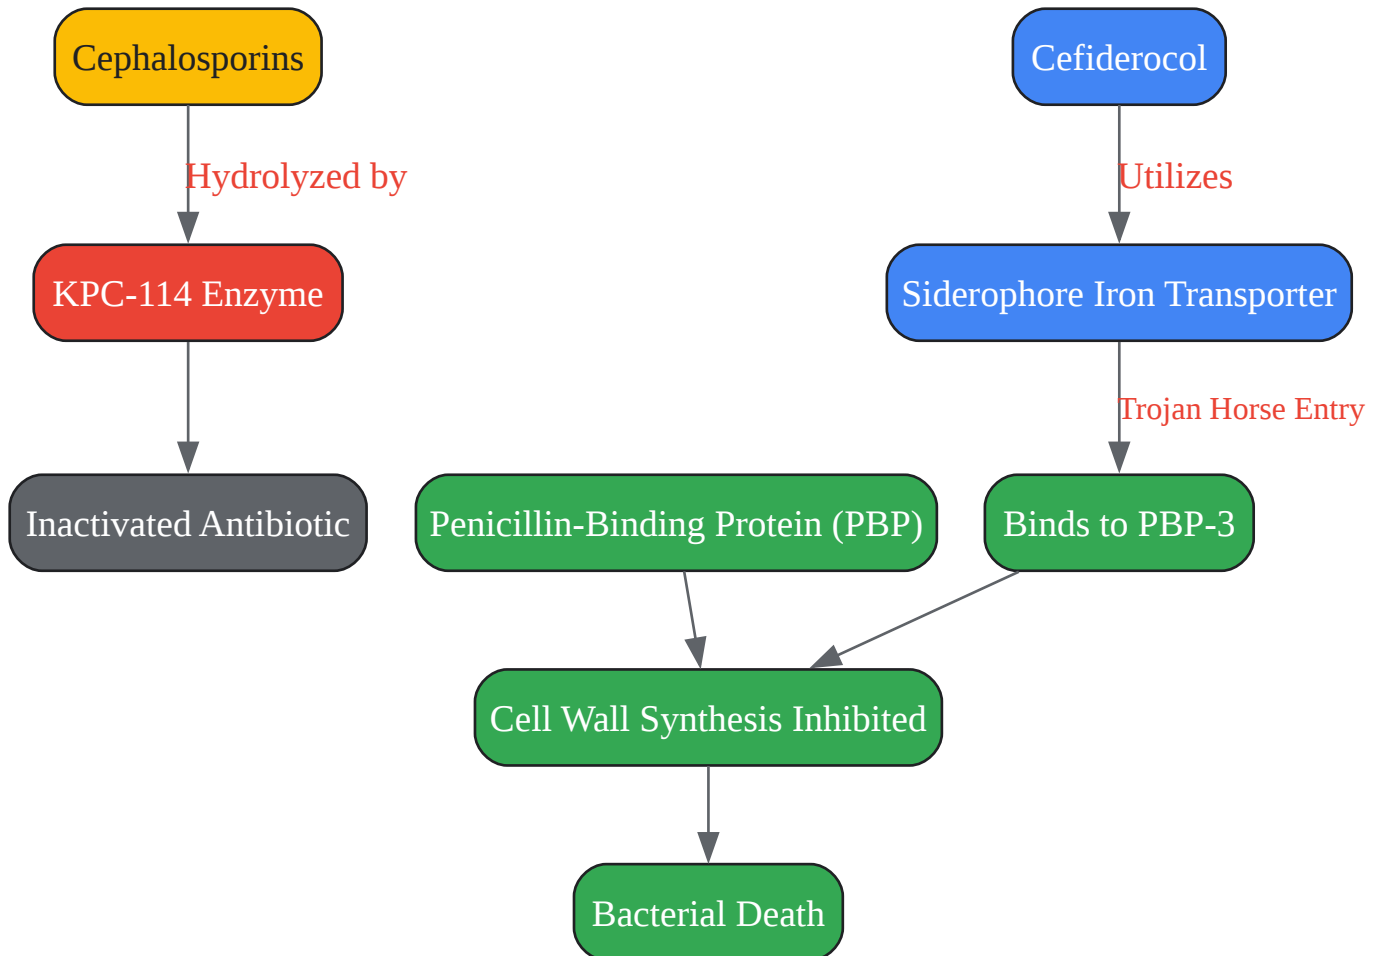 Cephalosporins
Cefiderocol
Hydrolyzed by
Utilizes
KPC-114 Enzyme
Siderophore Iron Transporter
Trojan Horse Entry
Inactivated Antibiotic
Penicillin-Binding Protein (PBP)
Binds to PBP-3
Cell Wall Synthesis Inhibited
Bacterial Death